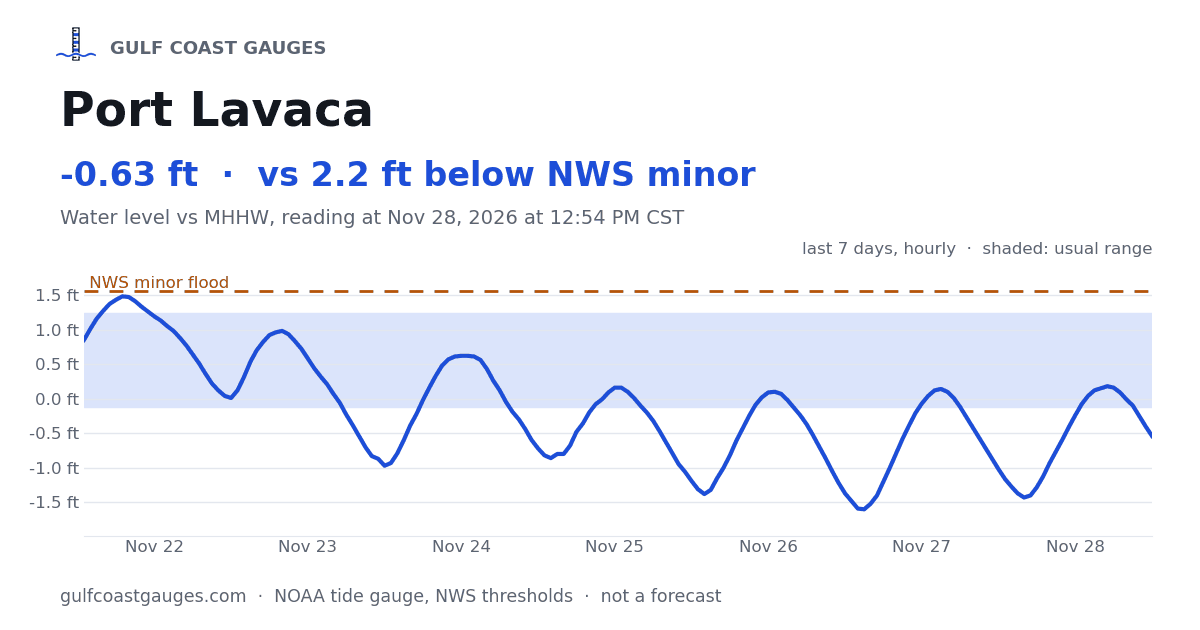 GULF COAST GAUGES
Port Lavaca
-0.63 ft · vs 2.2 ft below NWS minor
Water level vs MHHW, reading at Nov 28, 2026 at 12:54 PM CST
last 7 days, hourly · shaded: usual range
NWS minor flood
1.5 ft
1.0 ft
0.5 ft
0.0 ft
-0.5 ft
-1.0 ft
-1.5 ft
Nov 22 Nov 23 Nov 24 Nov 25 Nov 26 Nov 27 Nov 28
gulfcoastgauges.com · NOAA tide gauge, NWS thresholds · not a forecast